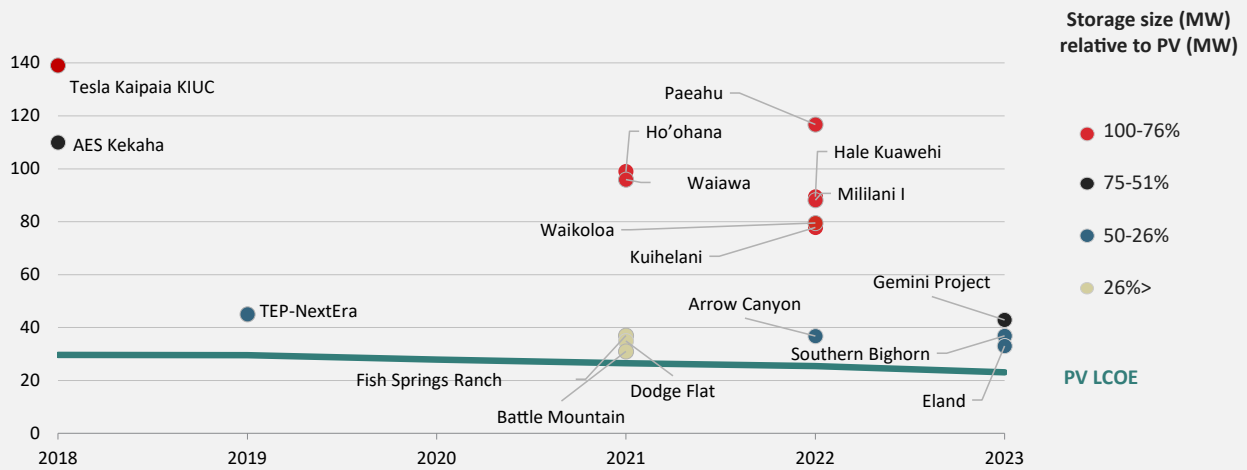 Storage size (MW)
relative to PV (MW)
140
120
100
80
60
40
20
0
Tesla Kaipaia KIUC
AES Kekaha
Paeahu
Ho'ohana
Waiawa
Hale Kuawehi
Mililani I
Waikoloa
Kuihelani
TEP-NextEra
Gemini Project
Arrow Canyon
Southern Bighorn
Fish Springs Ranch
Dodge Flat
Battle Mountain
Eland
PV LCOE
100-76%
75-51%
50-26%
26%>
2018
2019
2020
2021
2022
2023